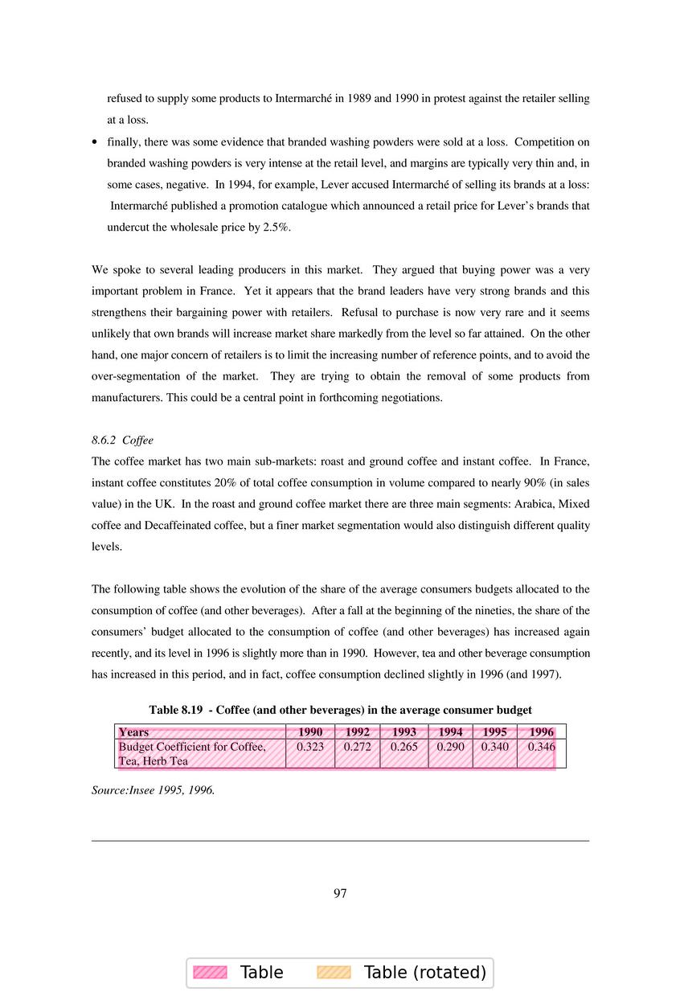 refused to supply some products to Intermarché in 1989 and 1990 in protest against the retailer selling
at a loss.
• finally, there was some evidence that branded washing powders were sold at a loss.  Competition on
branded washing powders is very intense at the retail level, and margins are typically very thin and, in
some cases, negative.  In 1994, for example, Lever accused Intermarché of selling its brands at a loss:
Intermarché published a promotion catalogue which announced a retail price for Lever's brands that
undercut the wholesale price by 2.5%.
We spoke to several leading producers in this market.  They argued that buying power was a very
important problem in France.  Yet it appears that the brand leaders have very strong brands and this
strengthens their bargaining power with retailers.  Refusal to purchase is now very rare and it seems
unlikely that own brands will increase market share markedly from the level so far attained.  On the other
hand, one major concern of retailers is to limit the increasing number of reference points, and to avoid the
over-segmentation of the market.  They are trying to obtain the removal of some products from
manufacturers. This could be a central point in forthcoming negotiations.
8.6.2  Coffee
The coffee market has two main sub-markets: roast and ground coffee and instant coffee.  In France,
instant coffee constitutes 20% of total coffee consumption in volume compared to nearly 90% (in sales
value) in the UK.  In the roast and ground coffee market there are three main segments: Arabica, Mixed
coffee and Decaffeinated coffee, but a finer market segmentation would also distinguish different quality
levels.
The following table shows the evolution of the share of the average consumers budgets allocated to the
consumption of coffee (and other beverages).  After a fall at the beginning of the nineties, the share of the
consumers' budget allocated to the consumption of coffee (and other beverages) has increased again
recently, and its level in 1996 is slightly more than in 1990.  However, tea and other beverage consumption
has increased in this period, and in fact, coffee consumption declined slightly in 1996 (and 1997).
Table 8.19  - Coffee (and other beverages) in the average consumer budget
Years 1990 1992 1993 1994 1995 1996
Budget Coefficient for Coffee, 0.323 0.272 0.265 0.290 0.340 0.346
Tea, Herb Tea
Source:Insee 1995, 1996.
97
Table Table (rotated)